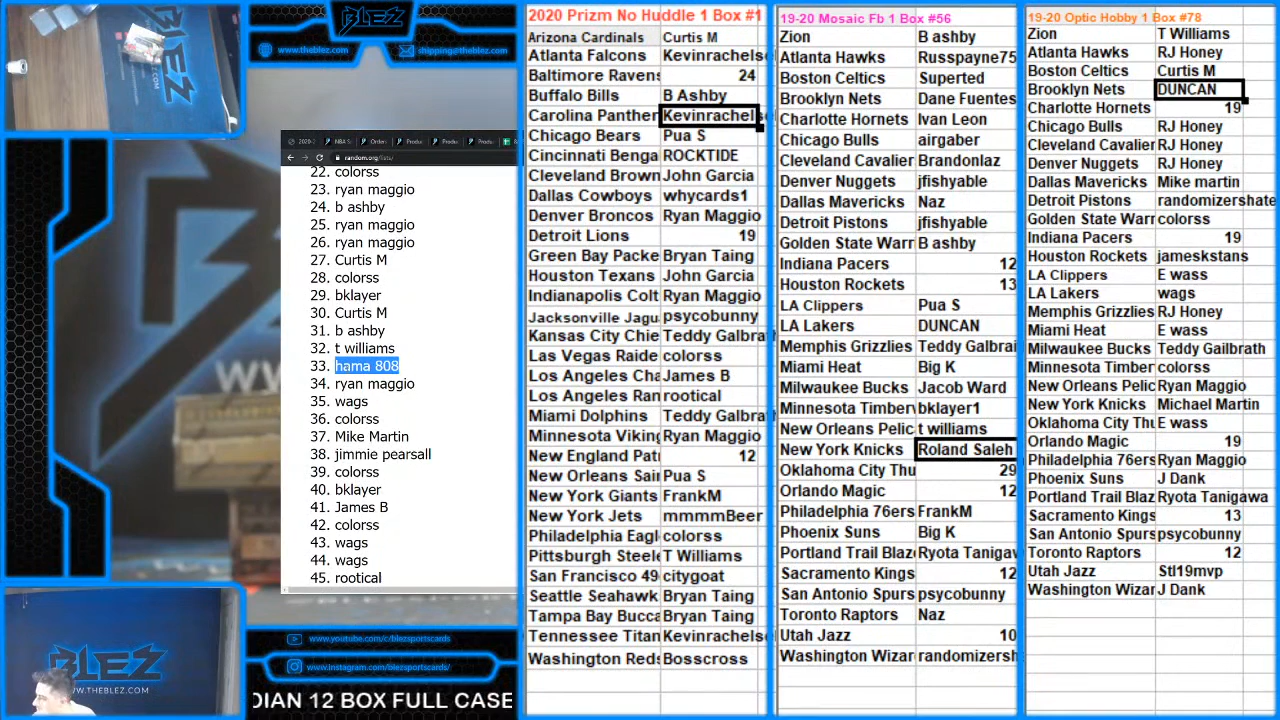 BLEZ
www.theblez.com
shipping@theblez.com
random.org/lists/
22. colorss
23. ryan maggio
24. b ashby
25. ryan maggio
26. ryan maggio
27. Curtis M
28. colorss
29. bklayer
30. Curtis M
31. b ashby
32. t williams
33. hama 808
34. ryan maggio
35. wags
36. colorss
37. Mike Martin
38. jimmie pearsall
39. colorss
40. bklayer
41. James B
42. colorss
43. wags
44. wags
45. rootical
www.youtube.com/c/blezsportscards
www.instagram.com/blezsportscards/
DIAN 12 BOX FULL CASE
BLEZ
WWW.THEBLEZ.COM
2020 Prizm No Huddle 1 Box #1
Arizona Cardinals Curtis M
Atlanta Falcons Kevinrachelse
Baltimore Ravens 24
Buffalo Bills B Ashby
Carolina Panther Kevinrachels
Chicago Bears Pua S
Cincinnati Benga ROCKTIDE
Cleveland Brown John Garcia
Dallas Cowboys whycards1
Denver Broncos Ryan Maggio
Detroit Lions 19
Green Bay Packe Bryan Taing
Houston Texans John Garcia
Indianapolis Colt Ryan Maggio
Jacksonville Jagu psycobunny
Kansas City Chie Teddy Galbrat
Las Vegas Raide colorss
Los Angeles Cha James B
Los Angeles Ran rootical
Miami Dolphins Teddy Galbrat
Minnesota Viking Ryan Maggio
New England Pat 12
New Orleans Sai Pua S
New York Giants FrankM
New York Jets mmmmBeer
Philadelphia Eagl colorss
Pittsburgh Steele T Williams
San Francisco 49 citygoat
Seattle Seahawk Bryan Taing
Tampa Bay Bucca Bryan Taing
Tennessee Titan Kevinrachelse
Washington Reds Bosscross
19-20 Mosaic Fb 1 Box #56
Zion B ashby
Atlanta Hawks Russpayne75
Boston Celtics Superted
Brooklyn Nets Dane Fuentes
Charlotte Hornets Ivan Leon
Chicago Bulls airgaber
Cleveland Cavalier Brandonlaz
Denver Nuggets jfishyable
Dallas Mavericks Naz
Detroit Pistons jfishyable
Golden State Warr B ashby
Indiana Pacers 12
Houston Rockets 13
LA Clippers Pua S
LA Lakers DUNCAN
Memphis Grizzlies Teddy Galbrai
Miami Heat Big K
Milwaukee Bucks Jacob Ward
Minnesota Timberv bklayer1
New Orleans Pelic t williams
New York Knicks Roland Saleh
Oklahoma City Thu 29
Orlando Magic 12
Philadelphia 76ers FrankM
Phoenix Suns Big K
Portland Trail Blaz Ryota Tanigaw
Sacramento Kings 12
San Antonio Spurs psycobunny
Toronto Raptors Naz
Utah Jazz 10
Washington Wizar randomizersh
19-20 Optic Hobby 1 Box #78
Zion T Williams
Atlanta Hawks RJ Honey
Boston Celtics Curtis M
Brooklyn Nets DUNCAN
Charlotte Hornets 19
Chicago Bulls RJ Honey
Cleveland Cavalier RJ Honey
Denver Nuggets RJ Honey
Dallas Mavericks Mike martin
Detroit Pistons randomizershate
Golden State Warr colorss
Indiana Pacers 19
Houston Rockets jameskstans
LA Clippers E wass
LA Lakers wags
Memphis Grizzlies RJ Honey
Miami Heat E wass
Milwaukee Bucks Teddy Gailbrath
Minnesota Timber colorss
New Orleans Pelic Ryan Maggio
New York Knicks Michael Martin
Oklahoma City Thu E wass
Orlando Magic 19
Philadelphia 76ers Ryan Maggio
Phoenix Suns J Dank
Portland Trail Blaz Ryota Tanigawa
Sacramento Kings 13
San Antonio Spurs psycobunny
Toronto Raptors 12
Utah Jazz Stl19mvp
Washington Wizar J Dank